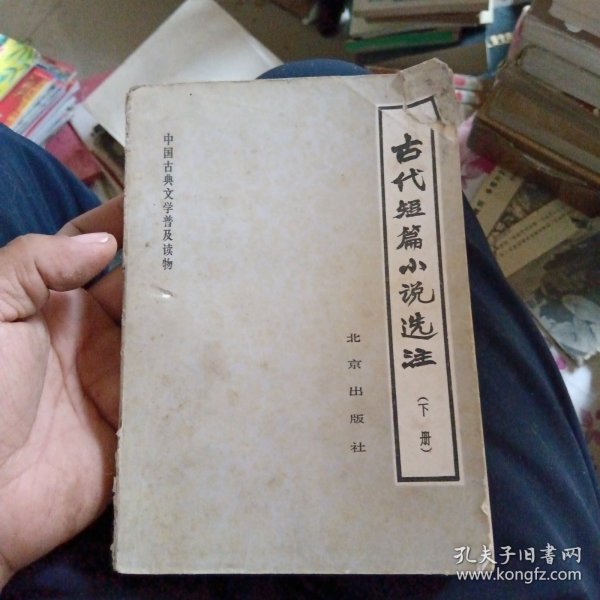 古代短篇小说选注
(下册)
北京出版社
中国古典文学普及读物
孔夫子旧书网
www.kongfz.com